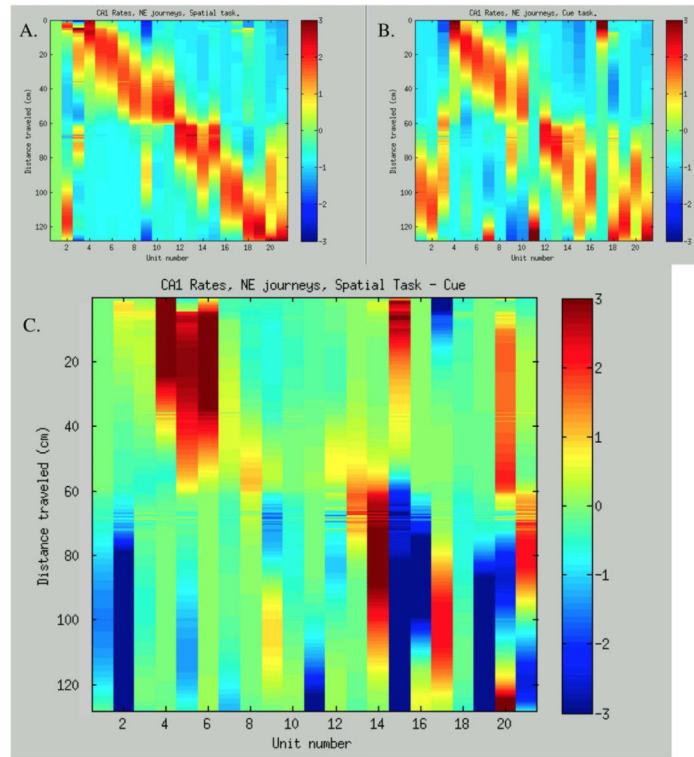 A.
CA1 Rates, NE journeys, Spatial task.
Distance traveled (cm)
0
20
40
60
80
100
120
2 4 6 8 10 12 14 16 18 20
Unit number
3
2
1
0
-1
-2
-3
B.
CA1 Rates, NE journeys, Cue task.
Distance traveled (cm)
0
20
40
60
80
100
120
2 4 6 8 10 12 14 16 18 20
Unit number
3
2
1
0
-1
-2
-3
C.
CA1 Rates, NE journeys, Spatial Task - Cue
Distance traveled (cm)
20
40
60
80
100
120
2 4 6 8 10 12 14 16 18 20
Unit number
3
2
1
0
-1
-2
-3